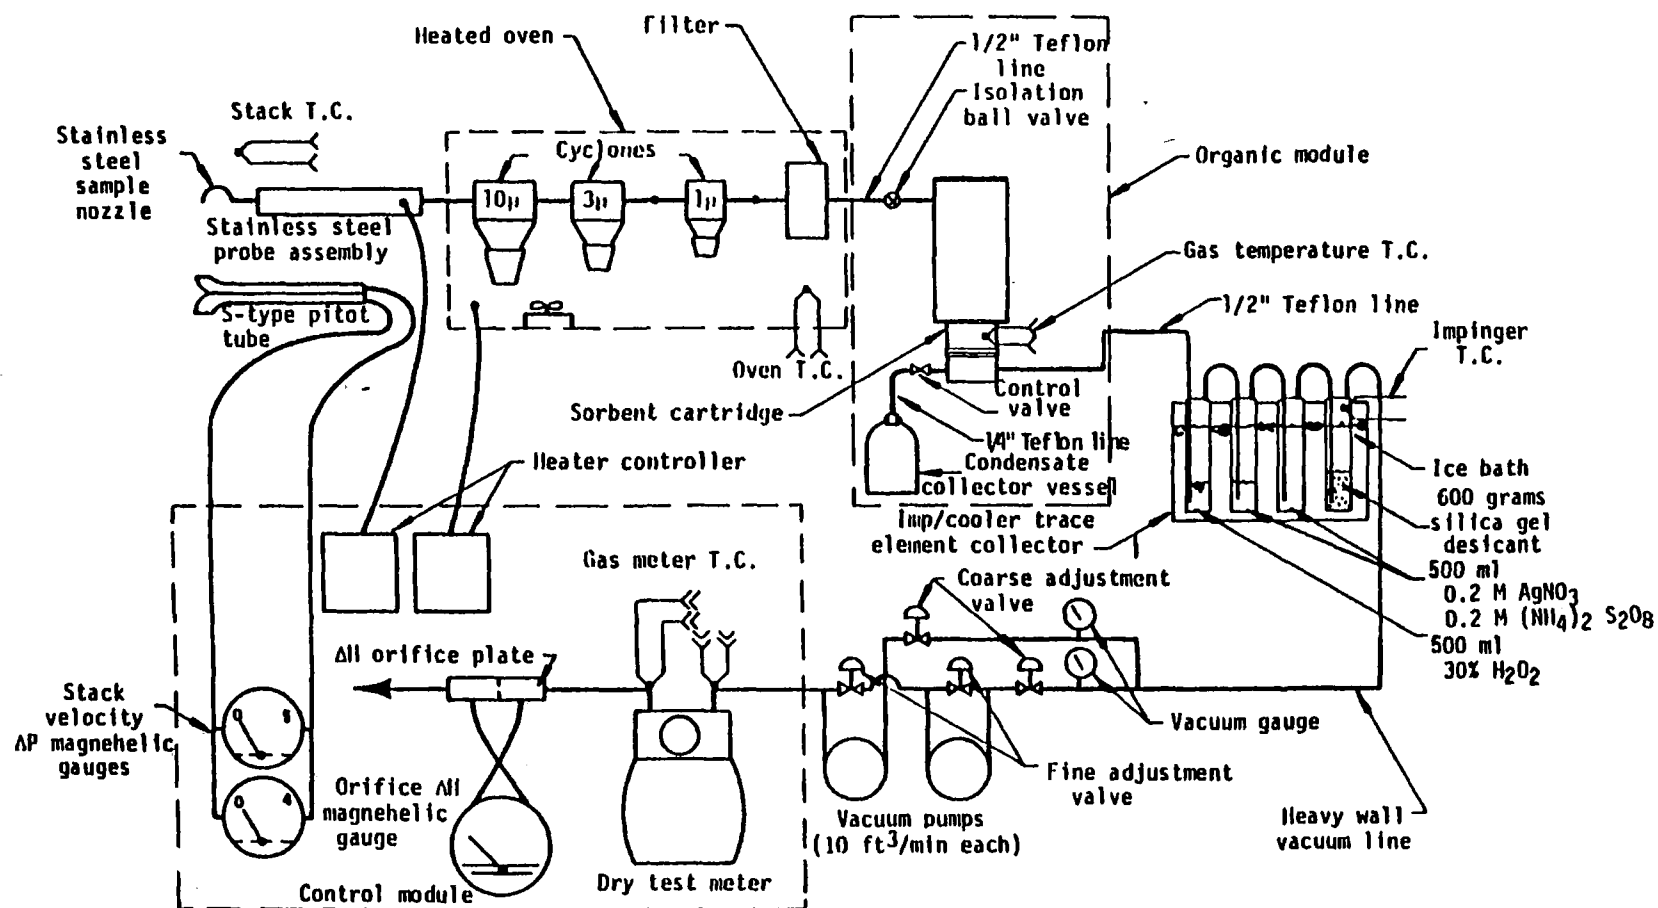 Heated oven
Filter
1/2" Teflon
line
Isolation
ball valve
Stack T.C.
Stainless
steel
sample
nozzle
Cyclones
Organic module
10μ
3μ
1μ
Stainless steel
probe assembly
Gas temperature T.C.
S-type pitot
tube
1/2" Teflon line
Impinger
T.C.
Oven T.C.
Sorbent cartridge
Control
valve
1/4" Teflon line
Heater controller
Condensate
collector vessel
Ice bath
600 grams
silica gel
desicant
Imp/cooler trace
element collector
500 ml
0.2 M AgNO3
0.2 M (NH4)2 S2O8
500 ml
30% H2O2
Gas meter T.C.
Coarse adjustment
valve
ΔH orifice plate
Stack
velocity
ΔP magnehelic
gauges
0 5
0 4
Vacuum gauge
Fine adjustment
valve
Orifice ΔH
magnehelic
gauge
Vacuum pumps
(10 ft3/min each)
Heavy wall
vacuum line
Dry test meter
Control module